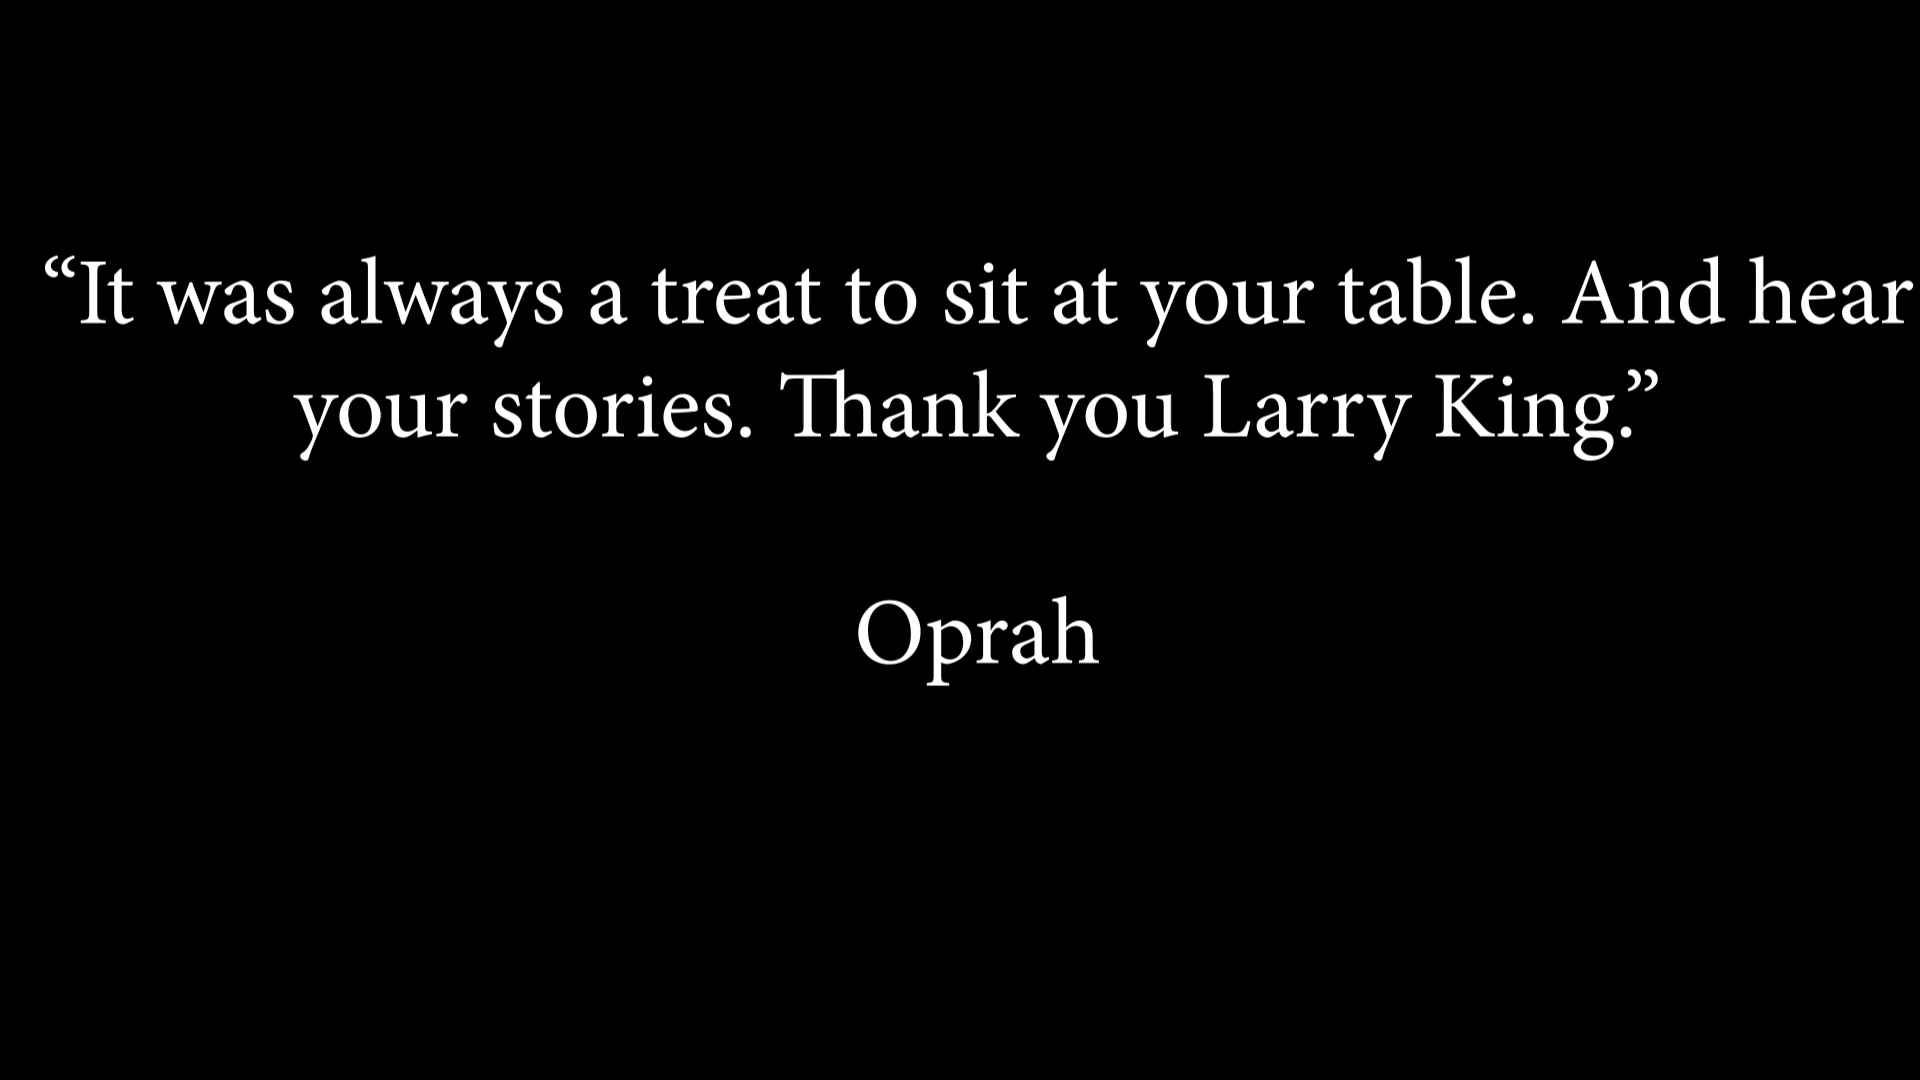 “It was always a treat to sit at your table. And hear
your stories. Thank you Larry King.”
Oprah